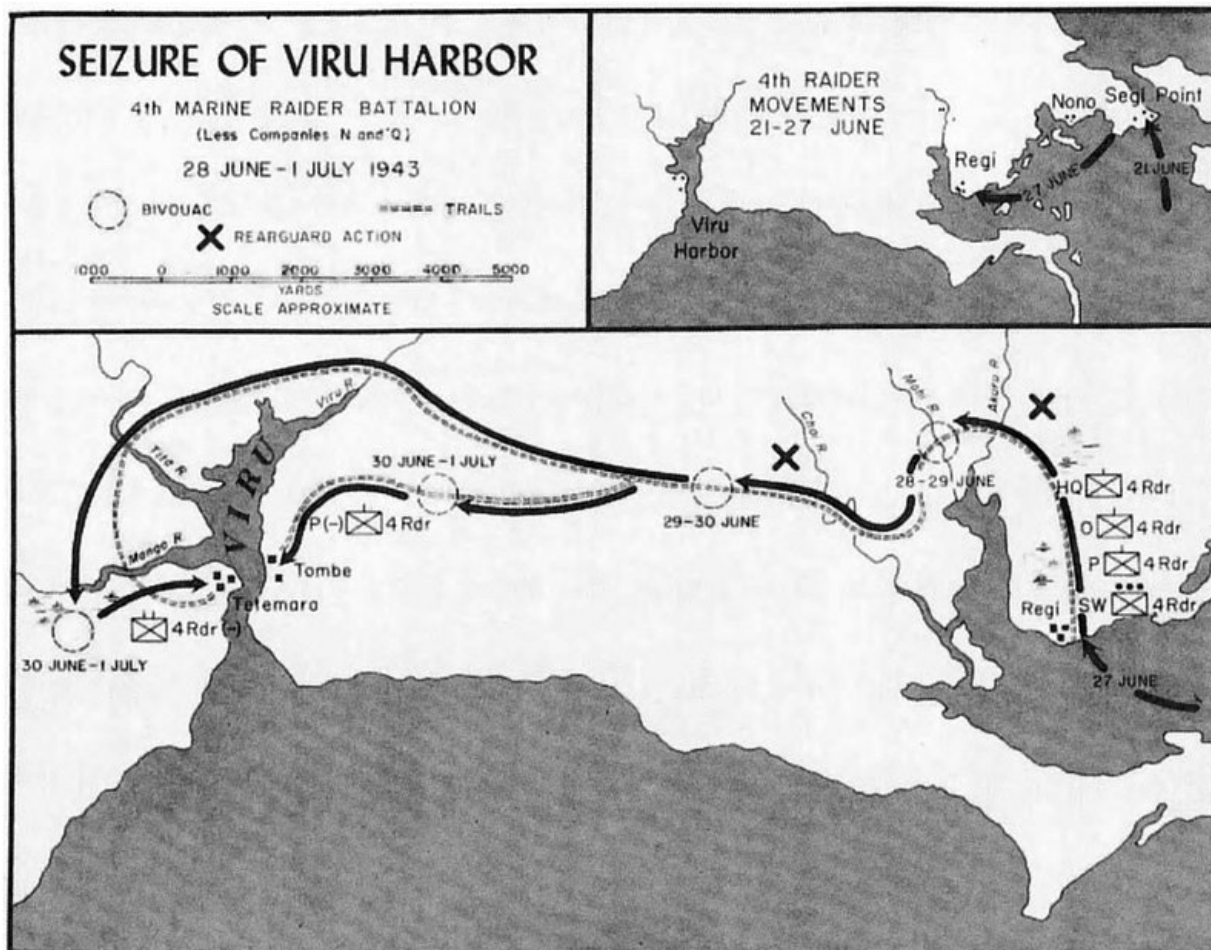 SEIZURE OF VIRU HARBOR
4th MARINE RAIDER BATTALION
(Less Companies N and Q)
28 JUNE-1 JULY 1943
BIVOUAC
TRAILS
REARGUARD ACTION
1000 0 1000 2000 3000 4000 5000
YARDS
SCALE APPROXIMATE
4th RAIDER
MOVEMENTS
21-27 JUNE
Nono
Segi Point
Regi
27 JUNE
21 JUNE
Viru
Harbor
Viru R.
Tita R.
VIRU
Mango R.
30 JUNE-1 JULY
P(-) 4 Rdr
Tombe
Tetemara
4 Rdr (-)
30 JUNE-1 JULY
29-30 JUNE
Choi R.
Mohi R.
Akuru R.
28-29 JUNE
HQ 4 Rdr
O 4 Rdr
P 4 Rdr
SW 4 Rdr
Regi
27 JUNE